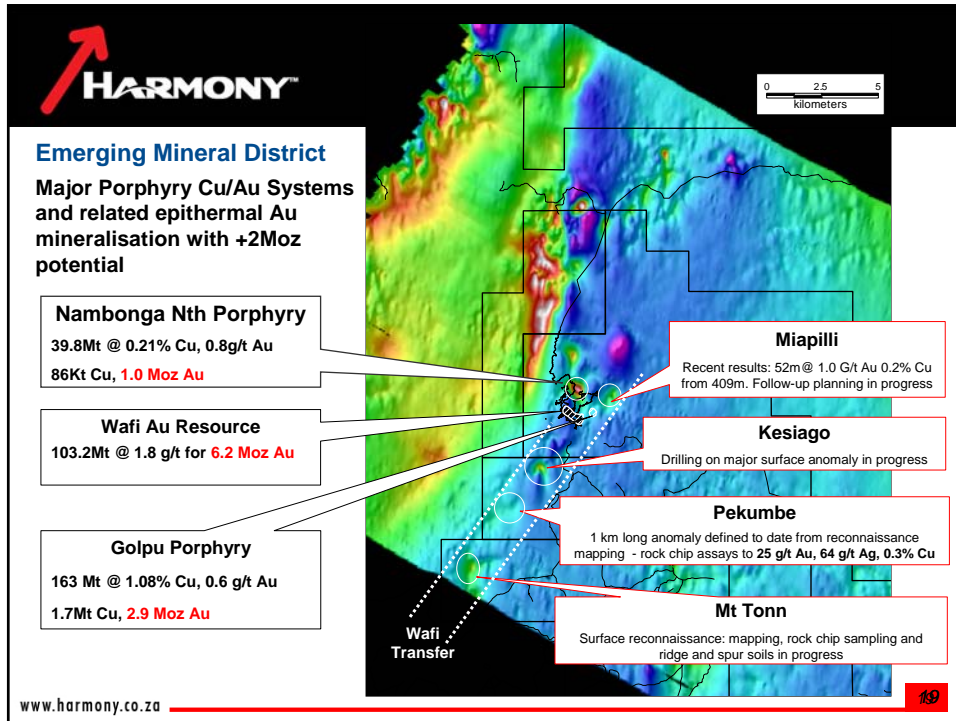 HARMONY™
0 2.5 5
kilometers
Emerging Mineral District
Major Porphyry Cu/Au Systems
and related epithermal Au
mineralisation with +2Moz
potential
Nambonga Nth Porphyry
39.8Mt @ 0.21% Cu, 0.8g/t Au
86Kt Cu, 1.0 Moz Au
Wafi Au Resource
103.2Mt @ 1.8 g/t for 6.2 Moz Au
Golpu Porphyry
163 Mt @ 1.08% Cu, 0.6 g/t Au
1.7Mt Cu, 2.9 Moz Au
Miapilli
Recent results: 52m@ 1.0 G/t Au 0.2% Cu
from 409m. Follow-up planning in progress
Kesiago
Drilling on major surface anomaly in progress
Pekumbe
1 km long anomaly defined to date from reconnaissance
mapping - rock chip assays to 25 g/t Au, 64 g/t Ag, 0.3% Cu
Mt Tonn
Surface reconnaissance: mapping, rock chip sampling and
ridge and spur soils in progress
Wafi
Transfer
www.harmony.co.za